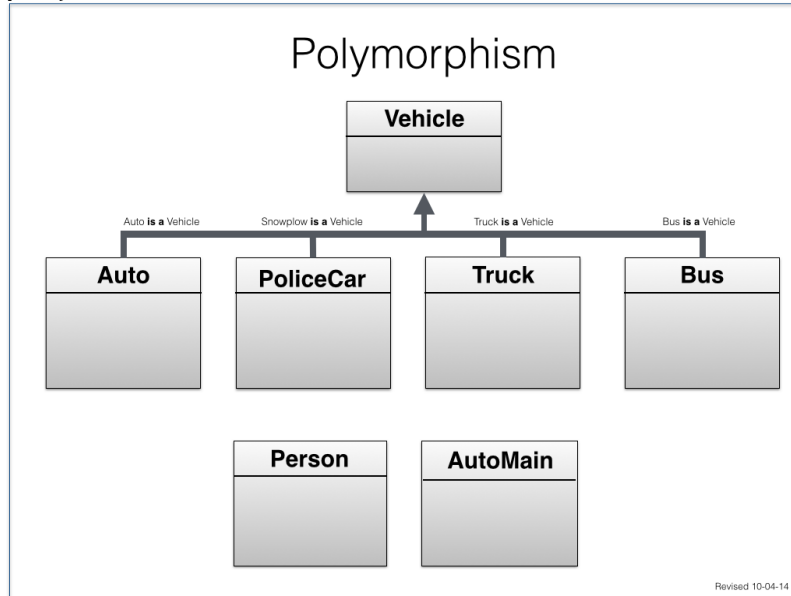 Polymorphism
Vehicle
Auto is a Vehicle
Snowplow is a Vehicle
Truck is a Vehicle
Bus is a Vehicle
Auto
PoliceCar
Truck
Bus
Person
AutoMain
Revised 10-04-14